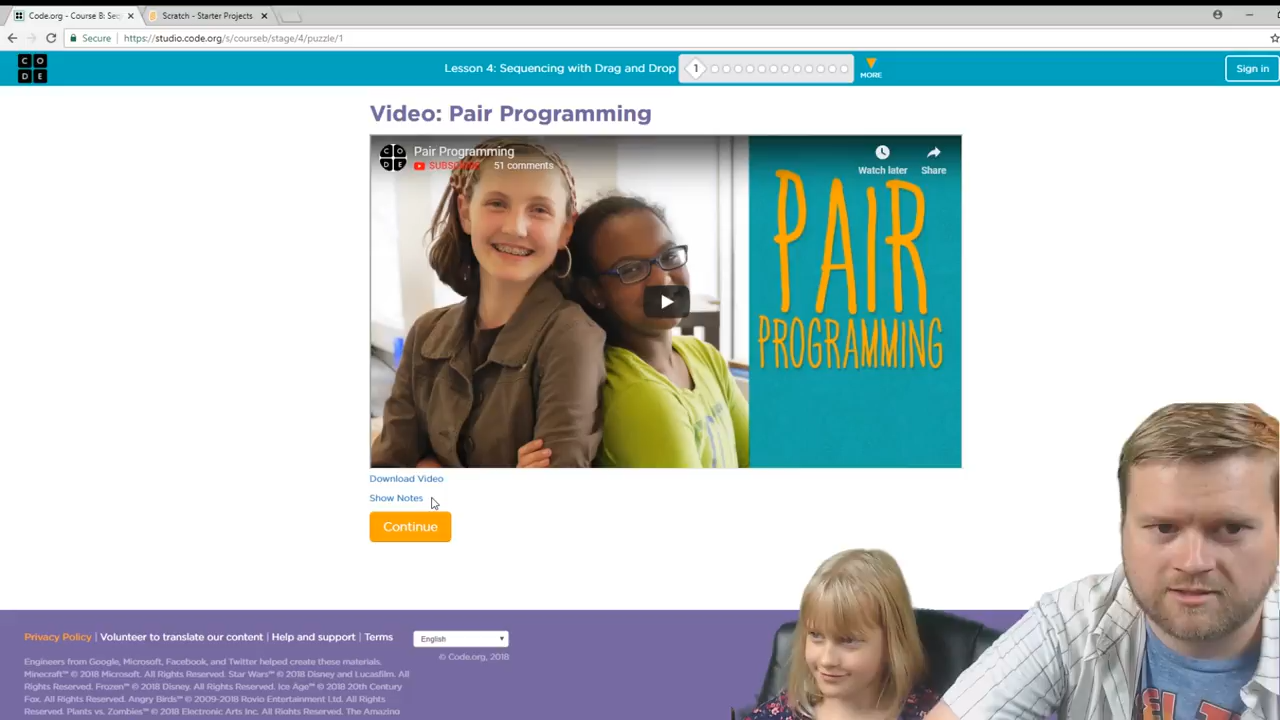 Code.org - Course B: Seq
Scratch - Starter Projects
Secure
https://studio.code.org/s/courseb/stage/4/puzzle/1
CO
DE
Lesson 4: Sequencing with Drag and Drop
1
MORE
Sign in
Video: Pair Programming
CO
DE
Pair Programming
51 comments
Watch later
Share
PAIR
PROGRAMMING
Download Video
Show Notes
Continue
Privacy Policy | Volunteer to translate our content | Help and support | Terms
English
© Code.org, 2018
Engineers from Google, Microsoft, Facebook, and Twitter helped create these materials.
Minecraft™ © 2018 Microsoft. All Rights Reserved. Star Wars™ © 2018 Disney and Lucasfilm. All
Rights Reserved. Frozen™ © 2018 Disney. All Rights Reserved. Ice Age™ © 2018 20th Century
Fox. All Rights Reserved. Angry Birds™ © 2009-2018 Rovio Entertainment Ltd. All Rights
Reserved. Plants vs. Zombies™ © 2018 Electronic Arts Inc. All Rights Reserved. The Amazing